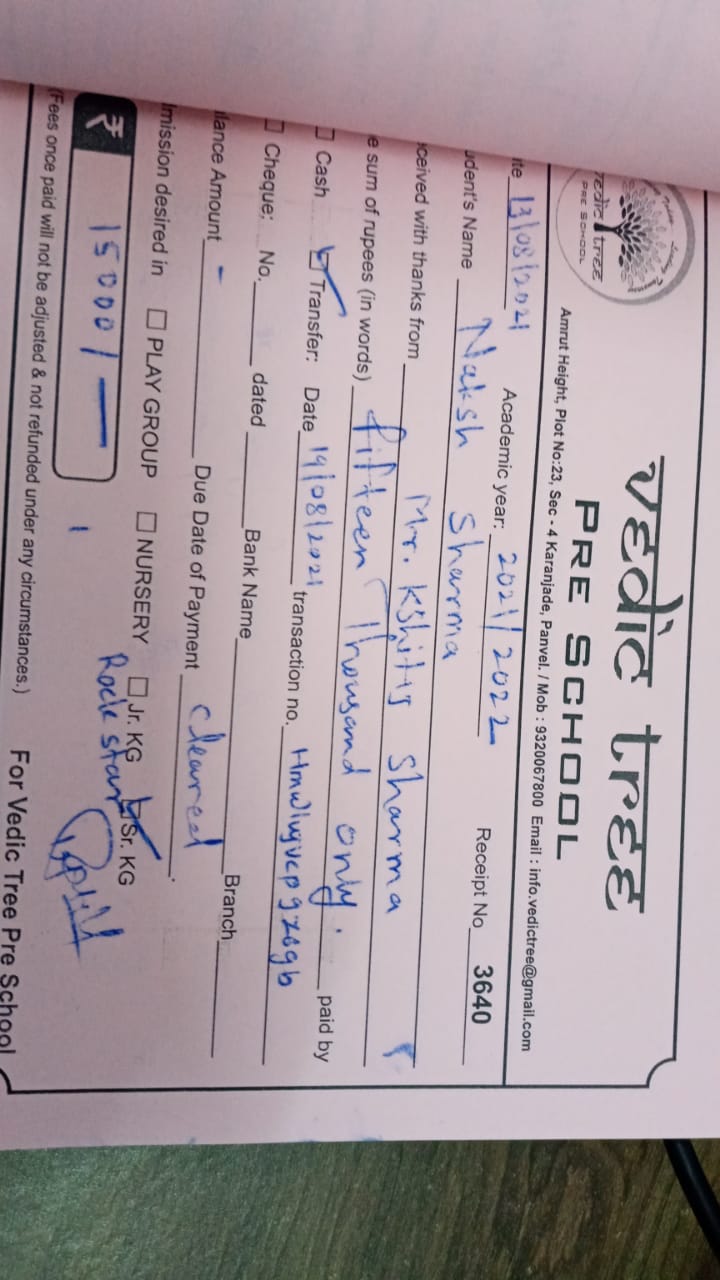 vedic tree
PRE SCHOOL
vedic tree
PRE SCHOOL
Amrut Height, Plot No:23, Sec - 4 Karanjade, Panvel. / Mob : 9320067800 Email : info.vedictree@gmail.com
te 13/08/2021 Academic year: 2021/2022 Receipt No 3640
udent's Name Naksh Sharma
ceived with thanks from Mr. Kshitij Sharma
e sum of rupees (in words) fifteen Thousand only. paid by
Cash Transfer: Date 14/08/2021 transaction no.
Cheque: No. dated Bank Name Branch
lance Amount - Due Date of Payment cleared
mission desired in PLAY GROUP NURSERY Jr. KG Sr. KG
Rock star
₹ 15000/-
(Fees once paid will not be adjusted & not refunded under any circumstances.) For Vedic Tree Pre School